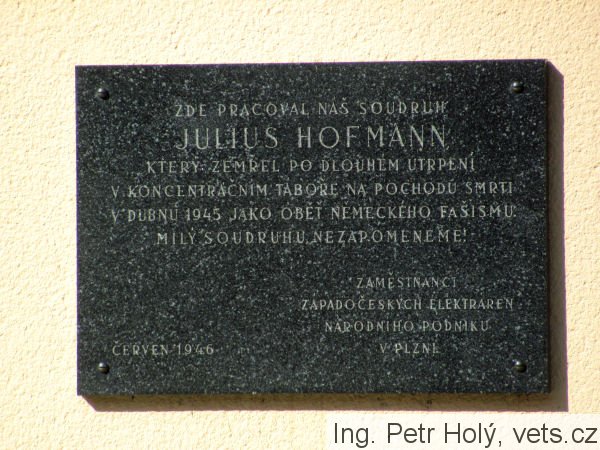 ZDE PRACOVAL NÁŠ SOUDRUH
JULIUS HOFMANN
KTERÝ ZEMŘEL PO DLOUHÉM UTRPENÍ
V KONCENTRAČNÍM TÁBOŘE NA POCHODU SMRTI
V DUBNU 1945 JAKO OBĚŤ NĚMECKÉHO FAŠISMU.
MILÝ SOUDRUHU, NEZAPOMENEME!
ZAMĚSTNANCI
ZÁPADOČESKÝCH ELEKTRÁREN
NÁRODNÍHO PODNIKU
V PLZNI
ČERVEN 1946
Ing. Petr Holý, vets.cz